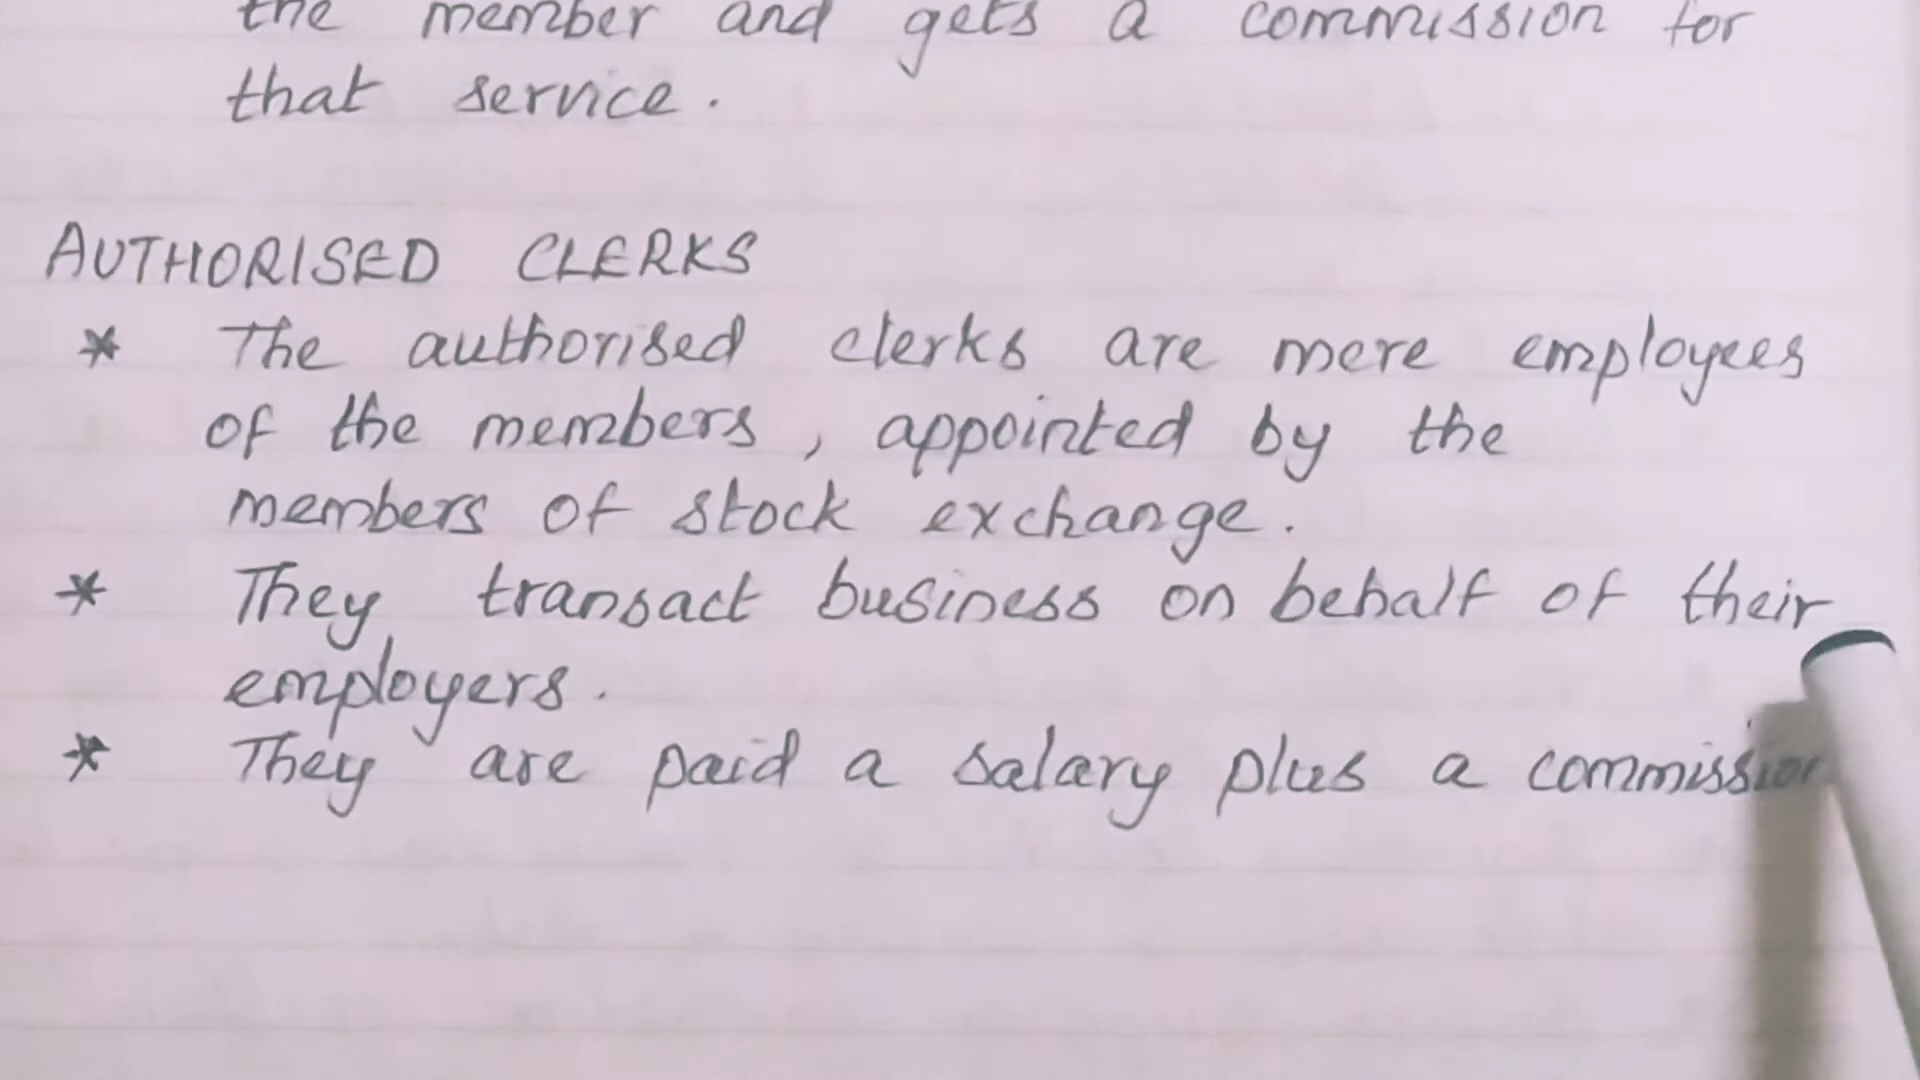 the member and gets a commission for
that service.
AUTHORISED CLERKS
* The authorised clerks are mere employees
of the members, appointed by the
members of stock exchange.
* They transact business on behalf of their
employers.
* They are paid a salary plus a commission